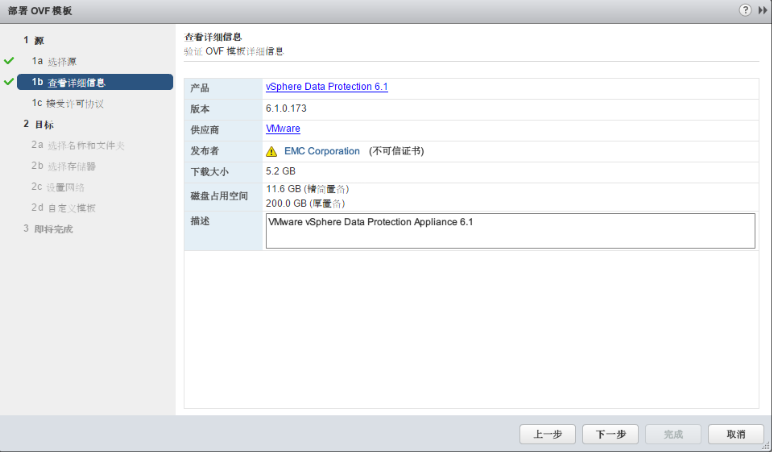 部署 OVF 模板
?
1 源
1a 选择源
1b 查看详细信息
1c 接受许可协议
2 目标
2a 选择名称和文件夹
2b 选择存储器
2c 设置网络
2d 自定义模板
3 即将完成
查看详细信息
验证 OVF 模板详细信息
产品 vSphere Data Protection 6.1
版本 6.1.0.173
供应商 VMware
发布者 EMC Corporation (不可信证书)
下载大小 5.2 GB
磁盘占用空间 11.6 GB (精简置备)
200.0 GB (厚置备)
描述 VMware vSphere Data Protection Appliance 6.1
上一步 下一步 完成 取消